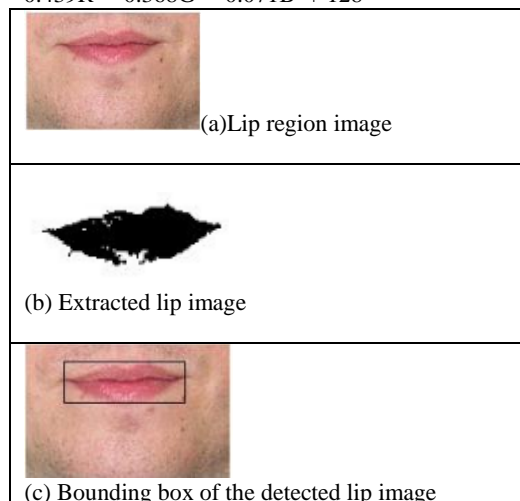 (a)Lip region image
(b) Extracted lip image
(c) Bounding box of the detected lip image